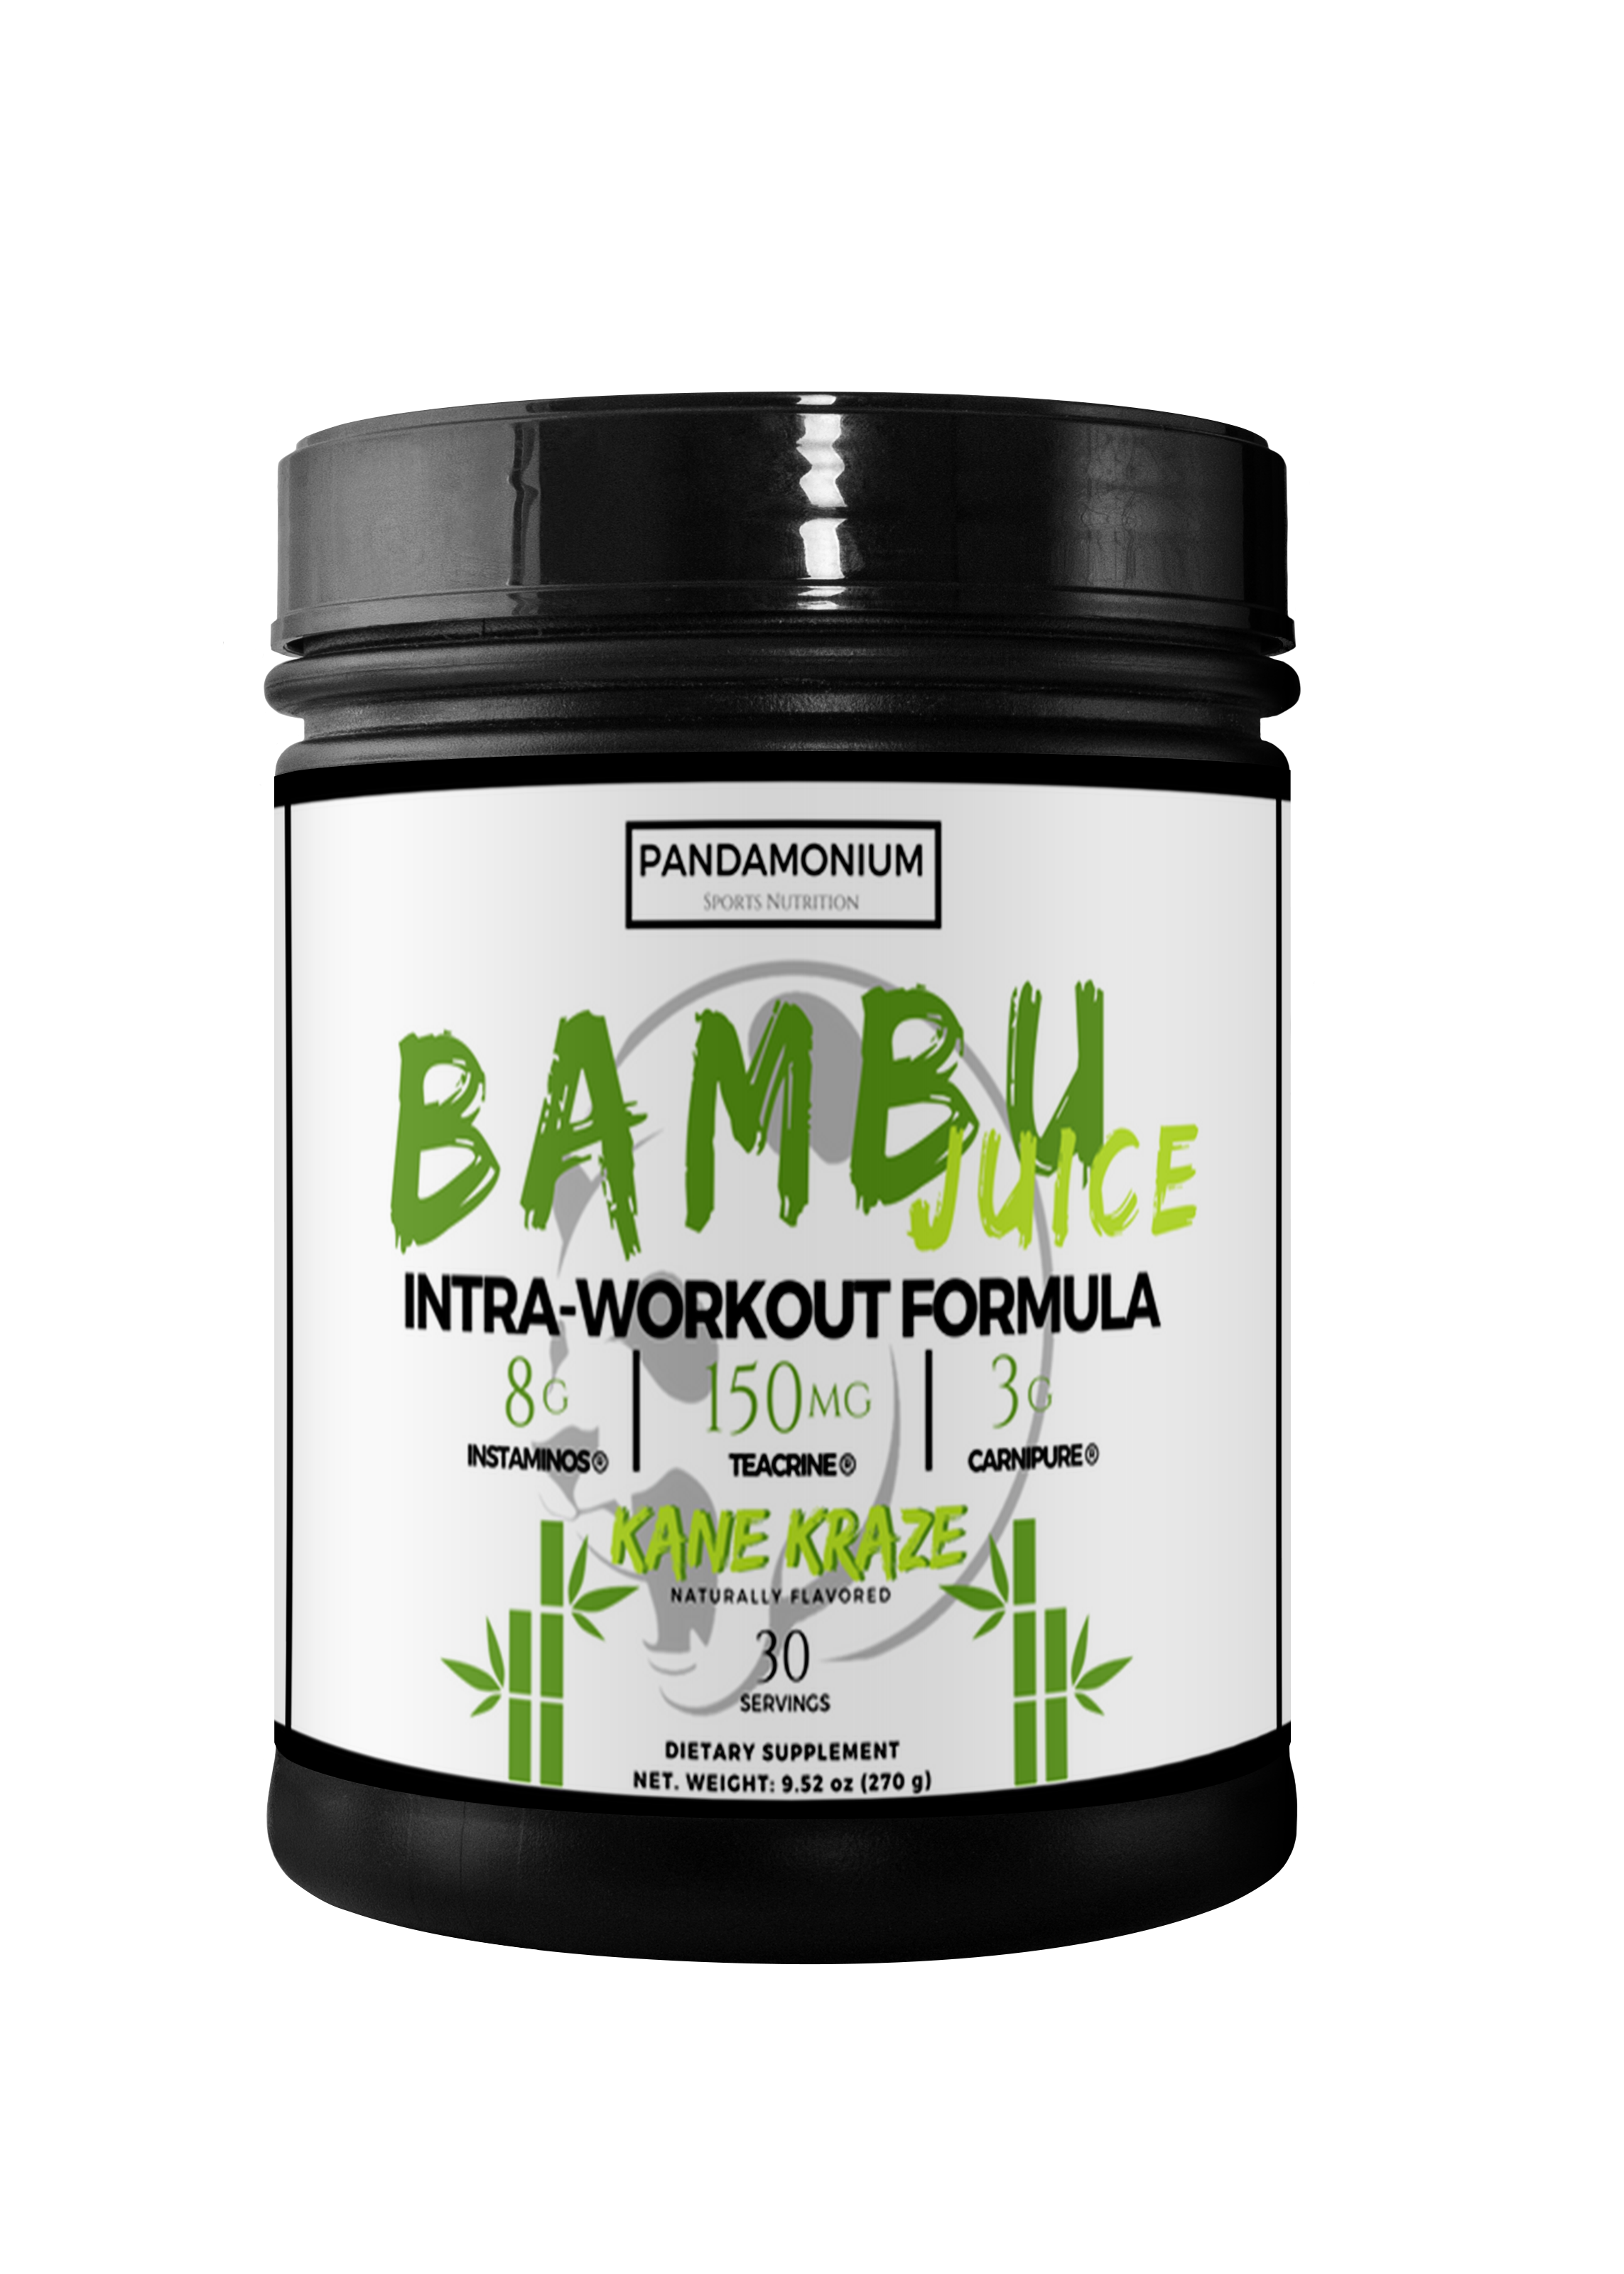 PANDAMONIUM
SPORTS NUTRITION
BAMBU
JUICE
INTRA-WORKOUT FORMULA
8G 150MG 3G
INSTAMINOS® TEACRINE® CARNIPURE®
KANE KRAZE
NATURALLY FLAVORED
30
SERVINGS
DIETARY SUPPLEMENT
NET. WEIGHT: 9.52 oz (270 g)